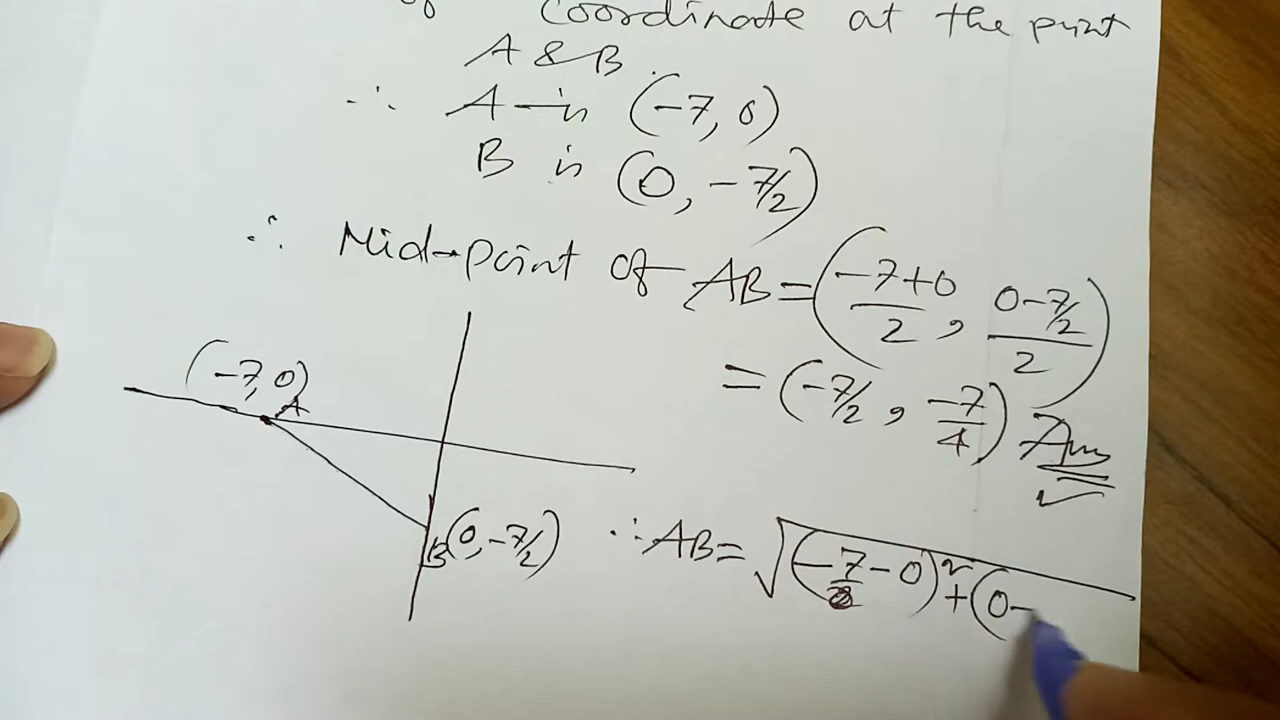 of Coordinate at the point
A & B.
∴ A is (-7, 0)
B is (0, -7/2)
∴ Mid-point of AB = (-7+0/2, 0-7/2/2)
= (-7/2, -7/4) Ans
(-7, 0)
A
B(0, -7/2)
∴ AB = √(-7-0)²+(0-